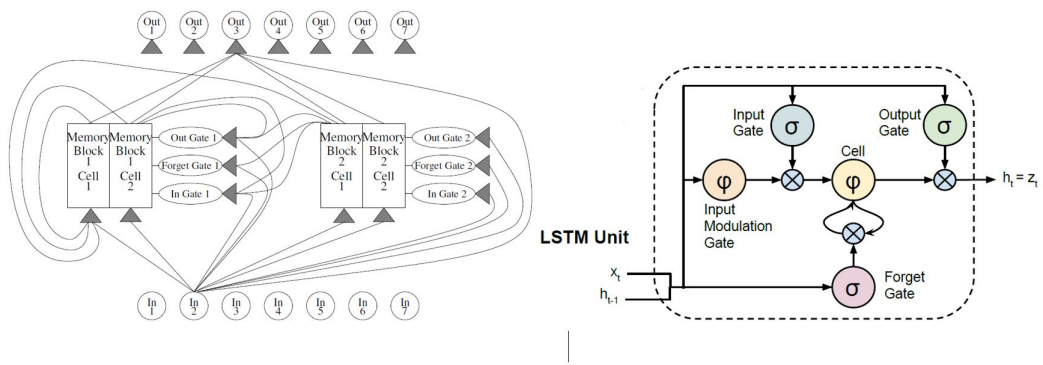 Out 1
Out 2
Out 3
Out 4
Out 5
Out 6
Out 7
Memory Block 1 Cell 1
Memory Block 1 Cell 2
Out Gate 1
Forget Gate 1
In Gate 1
Memory Block 2 Cell 1
Memory Block 2 Cell 2
Out Gate 2
Forget Gate 2
In Gate 2
In 1
In 2
In 3
In 4
In 5
In 6
In 7
LSTM Unit
xt
ht-1
Input
Gate
σ
Output
Gate
σ
Cell
φ
φ
Input
Modulation
Gate
ht = zt
σ
Forget
Gate